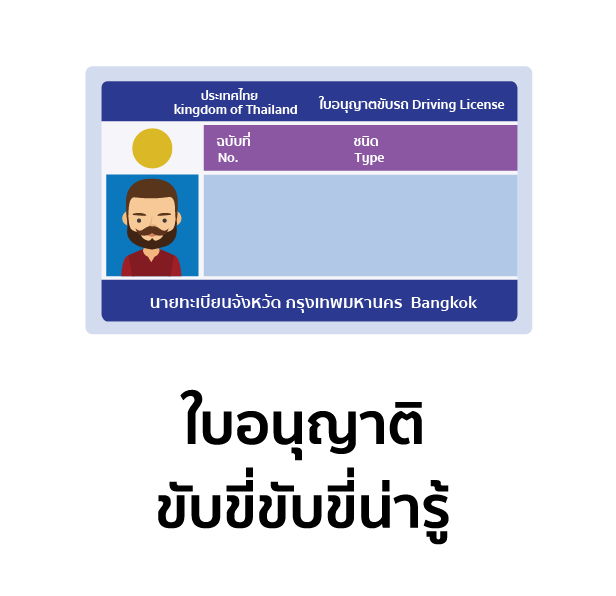 ประเทศไทย
kingdom of Thailand
ใบอนุญาตขับรถ Driving License
ฉบับที่
No.
ชนิด
Type
นายทะเบียนจังหวัด กรุงเทพมหานคร Bangkok
ใบอนุญาติ
ขับขี่ขับขี่น่ารู้